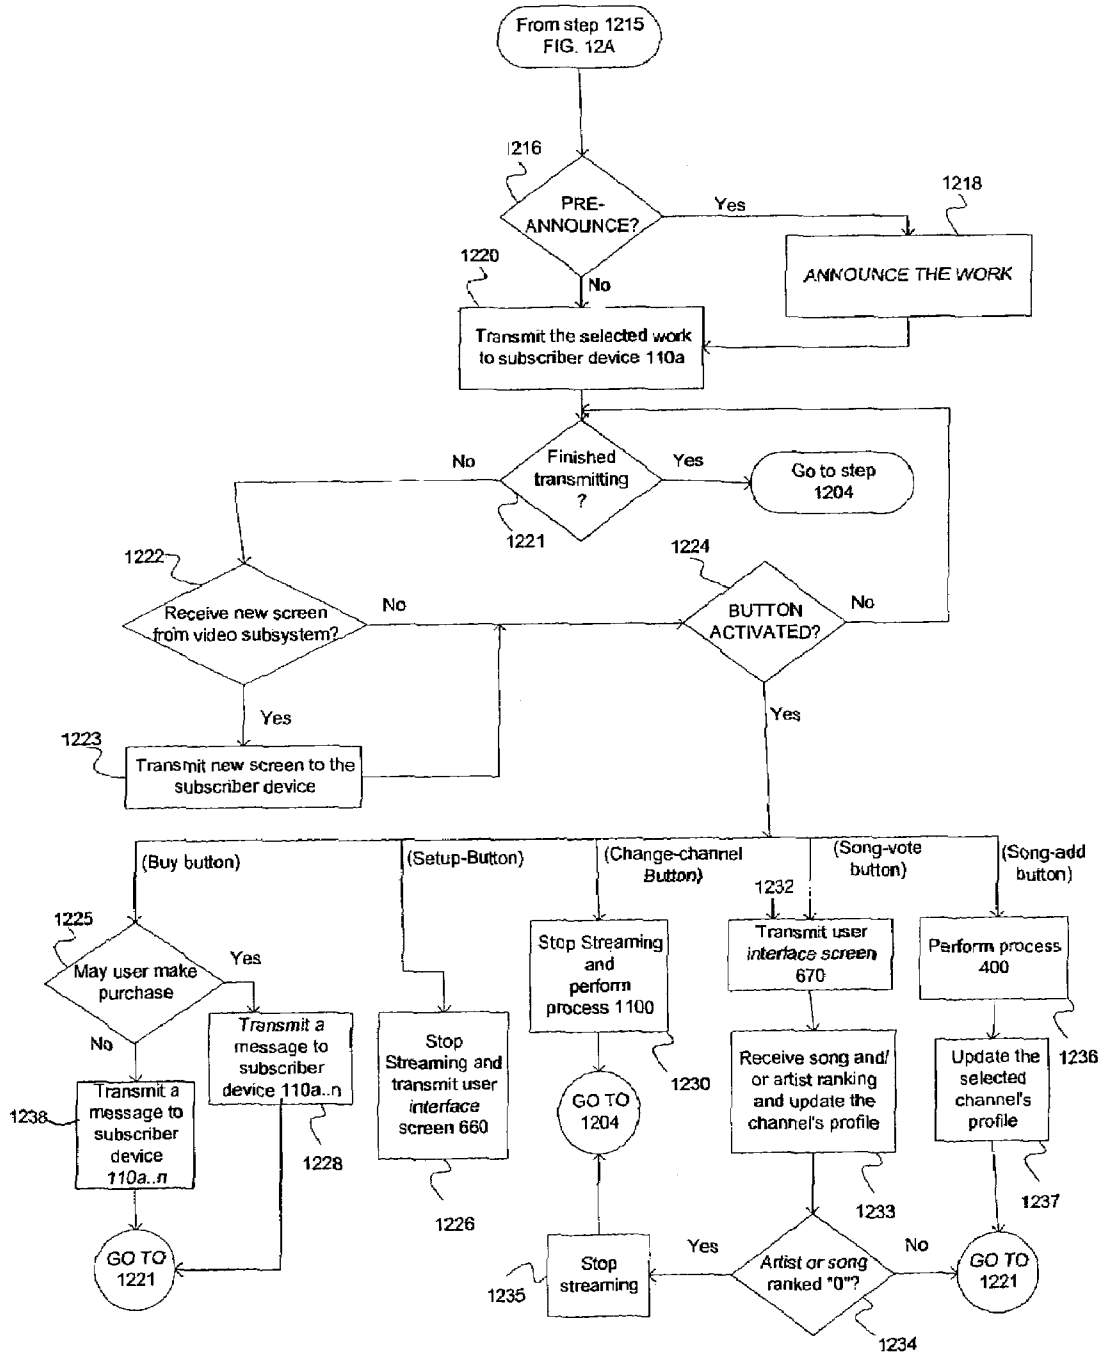 From step 1215
FIG. 12A
1216
PRE-
ANNOUNCE?
Yes
1218
ANNOUNCE THE WORK
No
1220
Transmit the selected work
to subscriber device 110a
Finished
transmitting
?
No
Yes
Go to step
1204
1221
1222
Receive new screen
from video subsystem?
No
1224
BUTTON
ACTIVATED?
No
Yes
Yes
1223
Transmit new screen to the
subscriber device
(Buy button)
(Setup-Button)
(Change-channel
Button)
(Song-vote
button)
(Song-add
button)
1225
May user make
purchase
Yes
No
Transmit a
message to
subscriber
device 110a..n
1228
1238
Transmit a
message to
subscriber
device
110a..n
GO TO
1221
Stop
Streaming and
transmit user
interface
screen 660
1226
Stop Streaming
and
perform
process 1100
1230
GO TO
1204
1232
Transmit user
interface screen
670
Receive song and/
or artist ranking
and update the
channel's profile
1233
Perform process
400
1236
Update the
selected
channel's
profile
1237
Artist or song
ranked "0"?
1234
Yes
No
Stop
streaming
1235
GO TO
1221